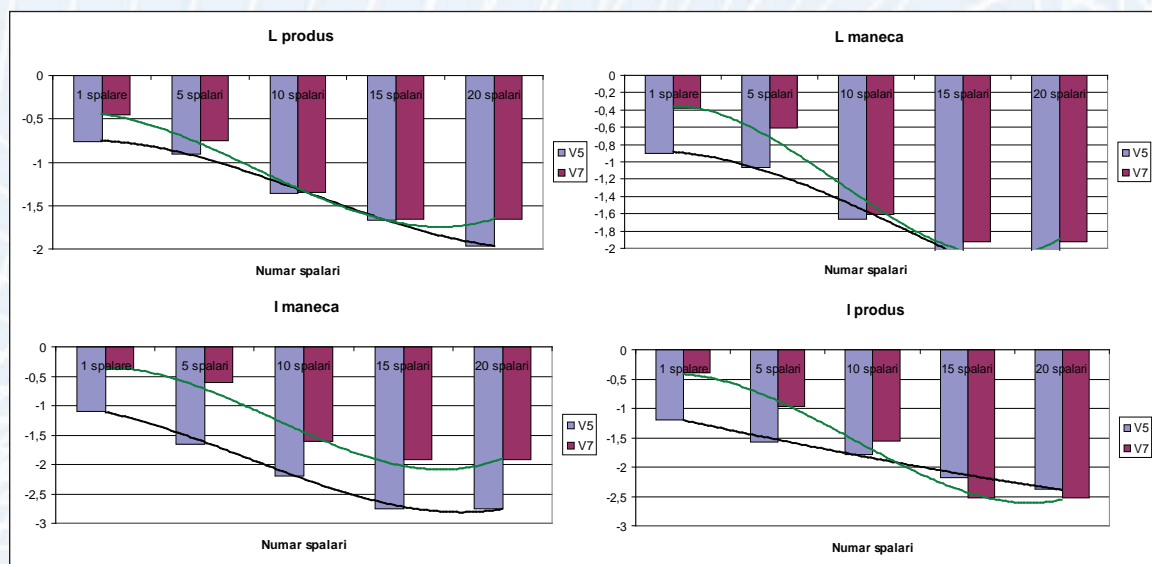 L produs
0
-0,5
-1
-1,5
-2
1 spalare 5 spalari 10 spalari 15 spalari 20 spalari
V5
V7
Numar spalari
L maneca
0
-0,2
-0,4
-0,6
-0,8
-1
-1,2
-1,4
-1,6
-1,8
-2
1 spalare 5 spalari 10 spalari 15 spalari 20 spalari
V5
V7
Numar spalari
l maneca
0
-0,5
-1
-1,5
-2
-2,5
-3
1 spalare 5 spalari 10 spalari 15 spalari 20 spalari
V5
V7
Numar spalari
l produs
0
-0,5
-1
-1,5
-2
-2,5
-3
1 spalare 5 spalari 10 spalari 15 spalari 20 spalari
V5
V7
Numar spalari